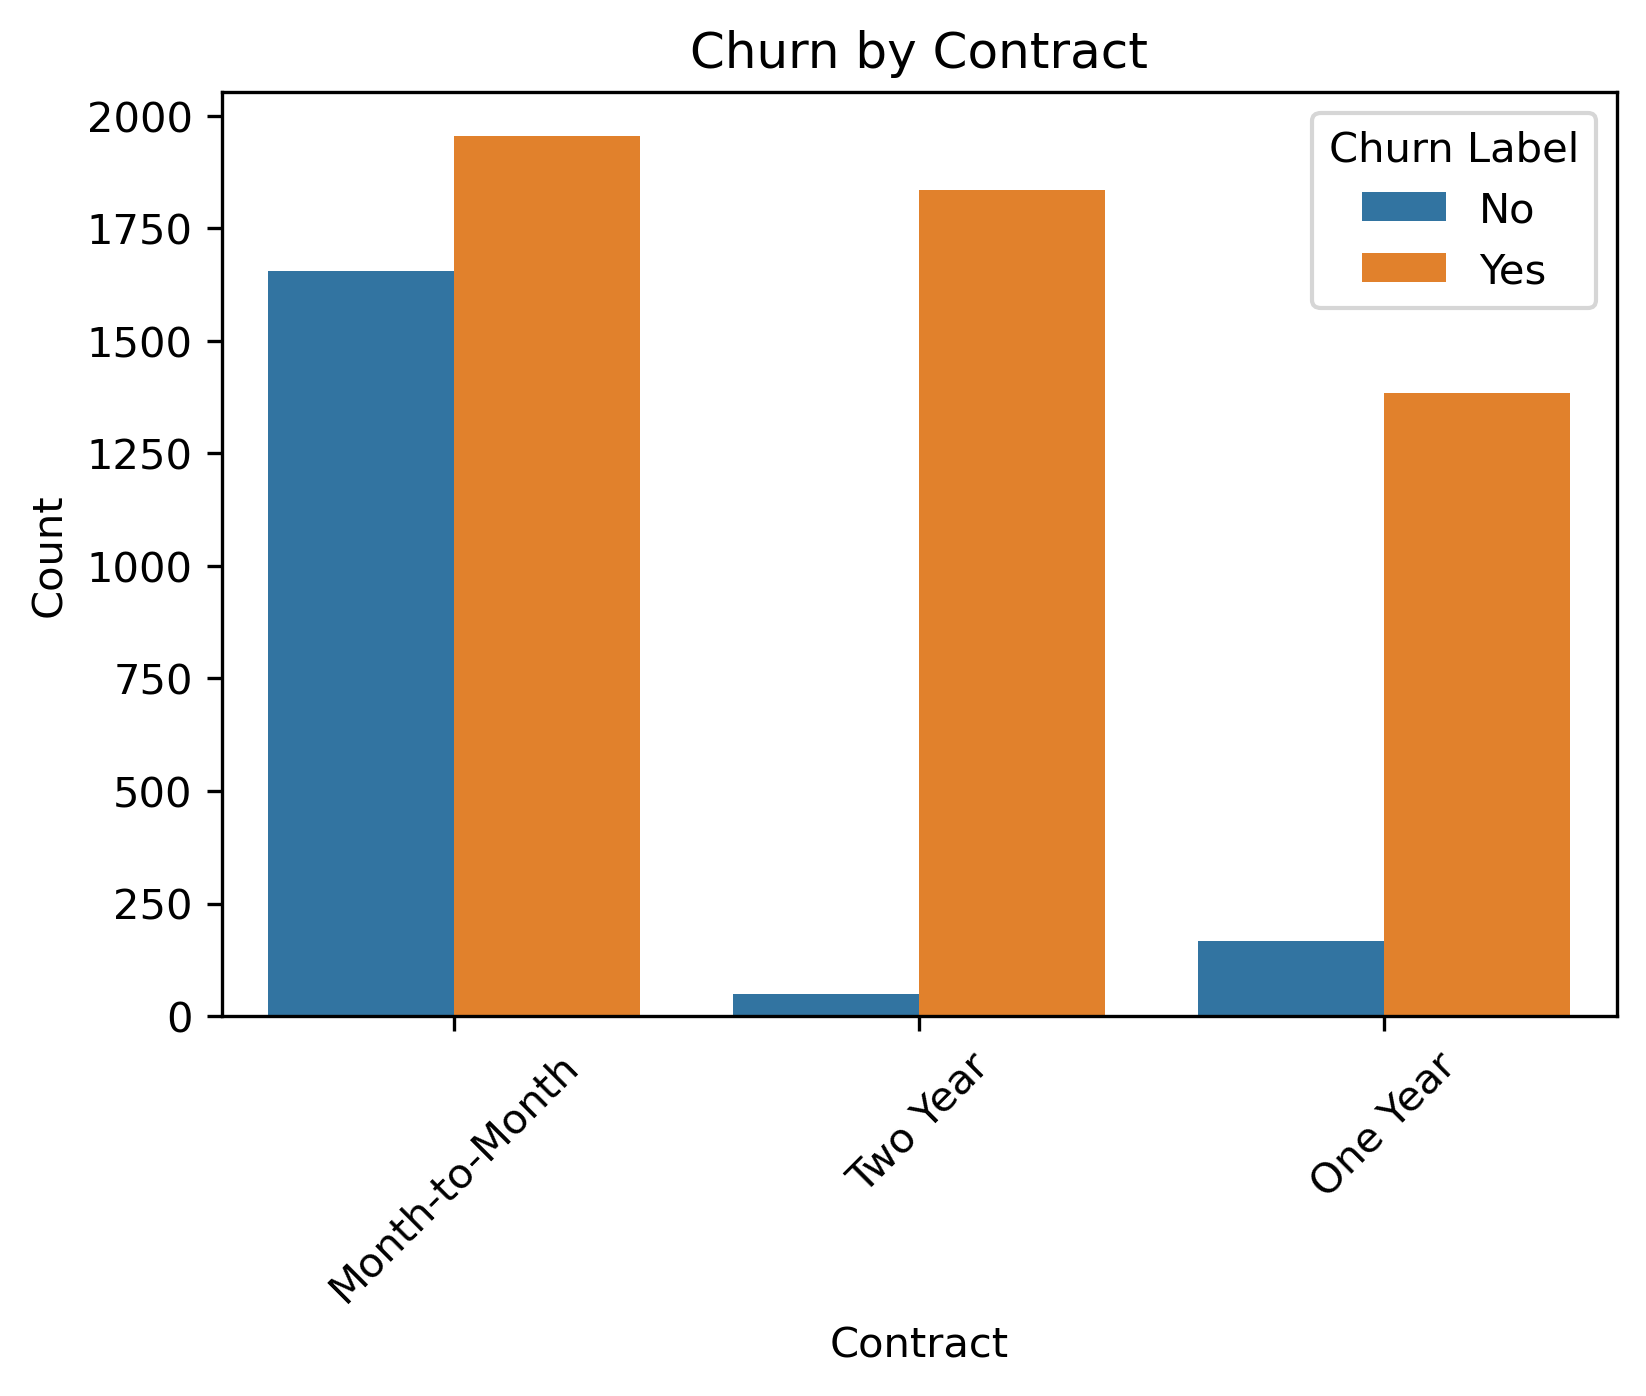 Churn by Contract
2000
1750
1500
1250
1000
750
500
250
0
Count
Churn Label
No
Yes
Month-to-Month
Two Year
One Year
Contract